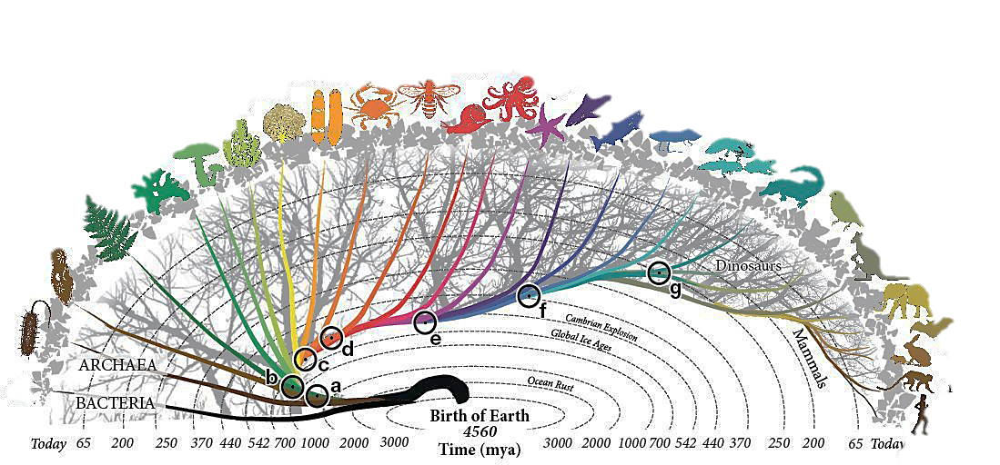 Dinosaurs
g
f
Cambrian Explosion
Global Ice Ages
e
d
c
Mammals
ARCHAEA
b
a
Ocean Rust
BACTERIA
Birth of Earth
4560
Time (mya)
Today 65 200 250 370 440 542 700 1000 2000 3000 3000 2000 1000 700 542 440 370 250 200 65 Today